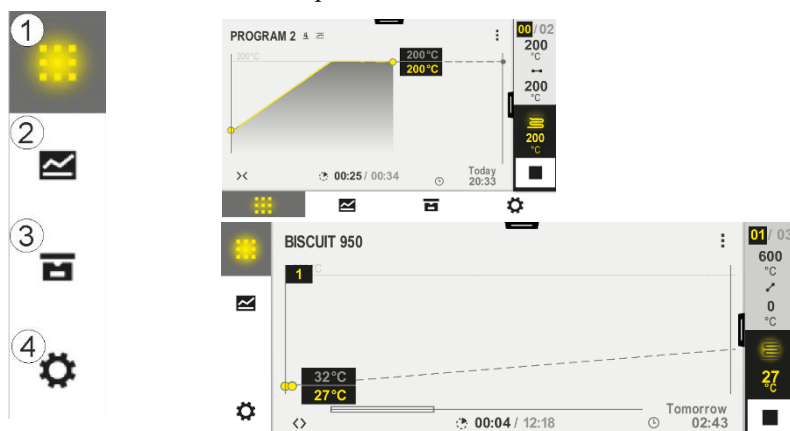 1
2
3
4
PROGRAM 2
200°C
200°C
200°C
00:25 / 00:34
Today
20:33
00/02
200
°C
200
°C
200
°C
BISCUIT 950
1
°C
32°C
27°C
00:04 / 12:18
Tomorrow
02:43
01/03
600
°C
0
°C
27
°C